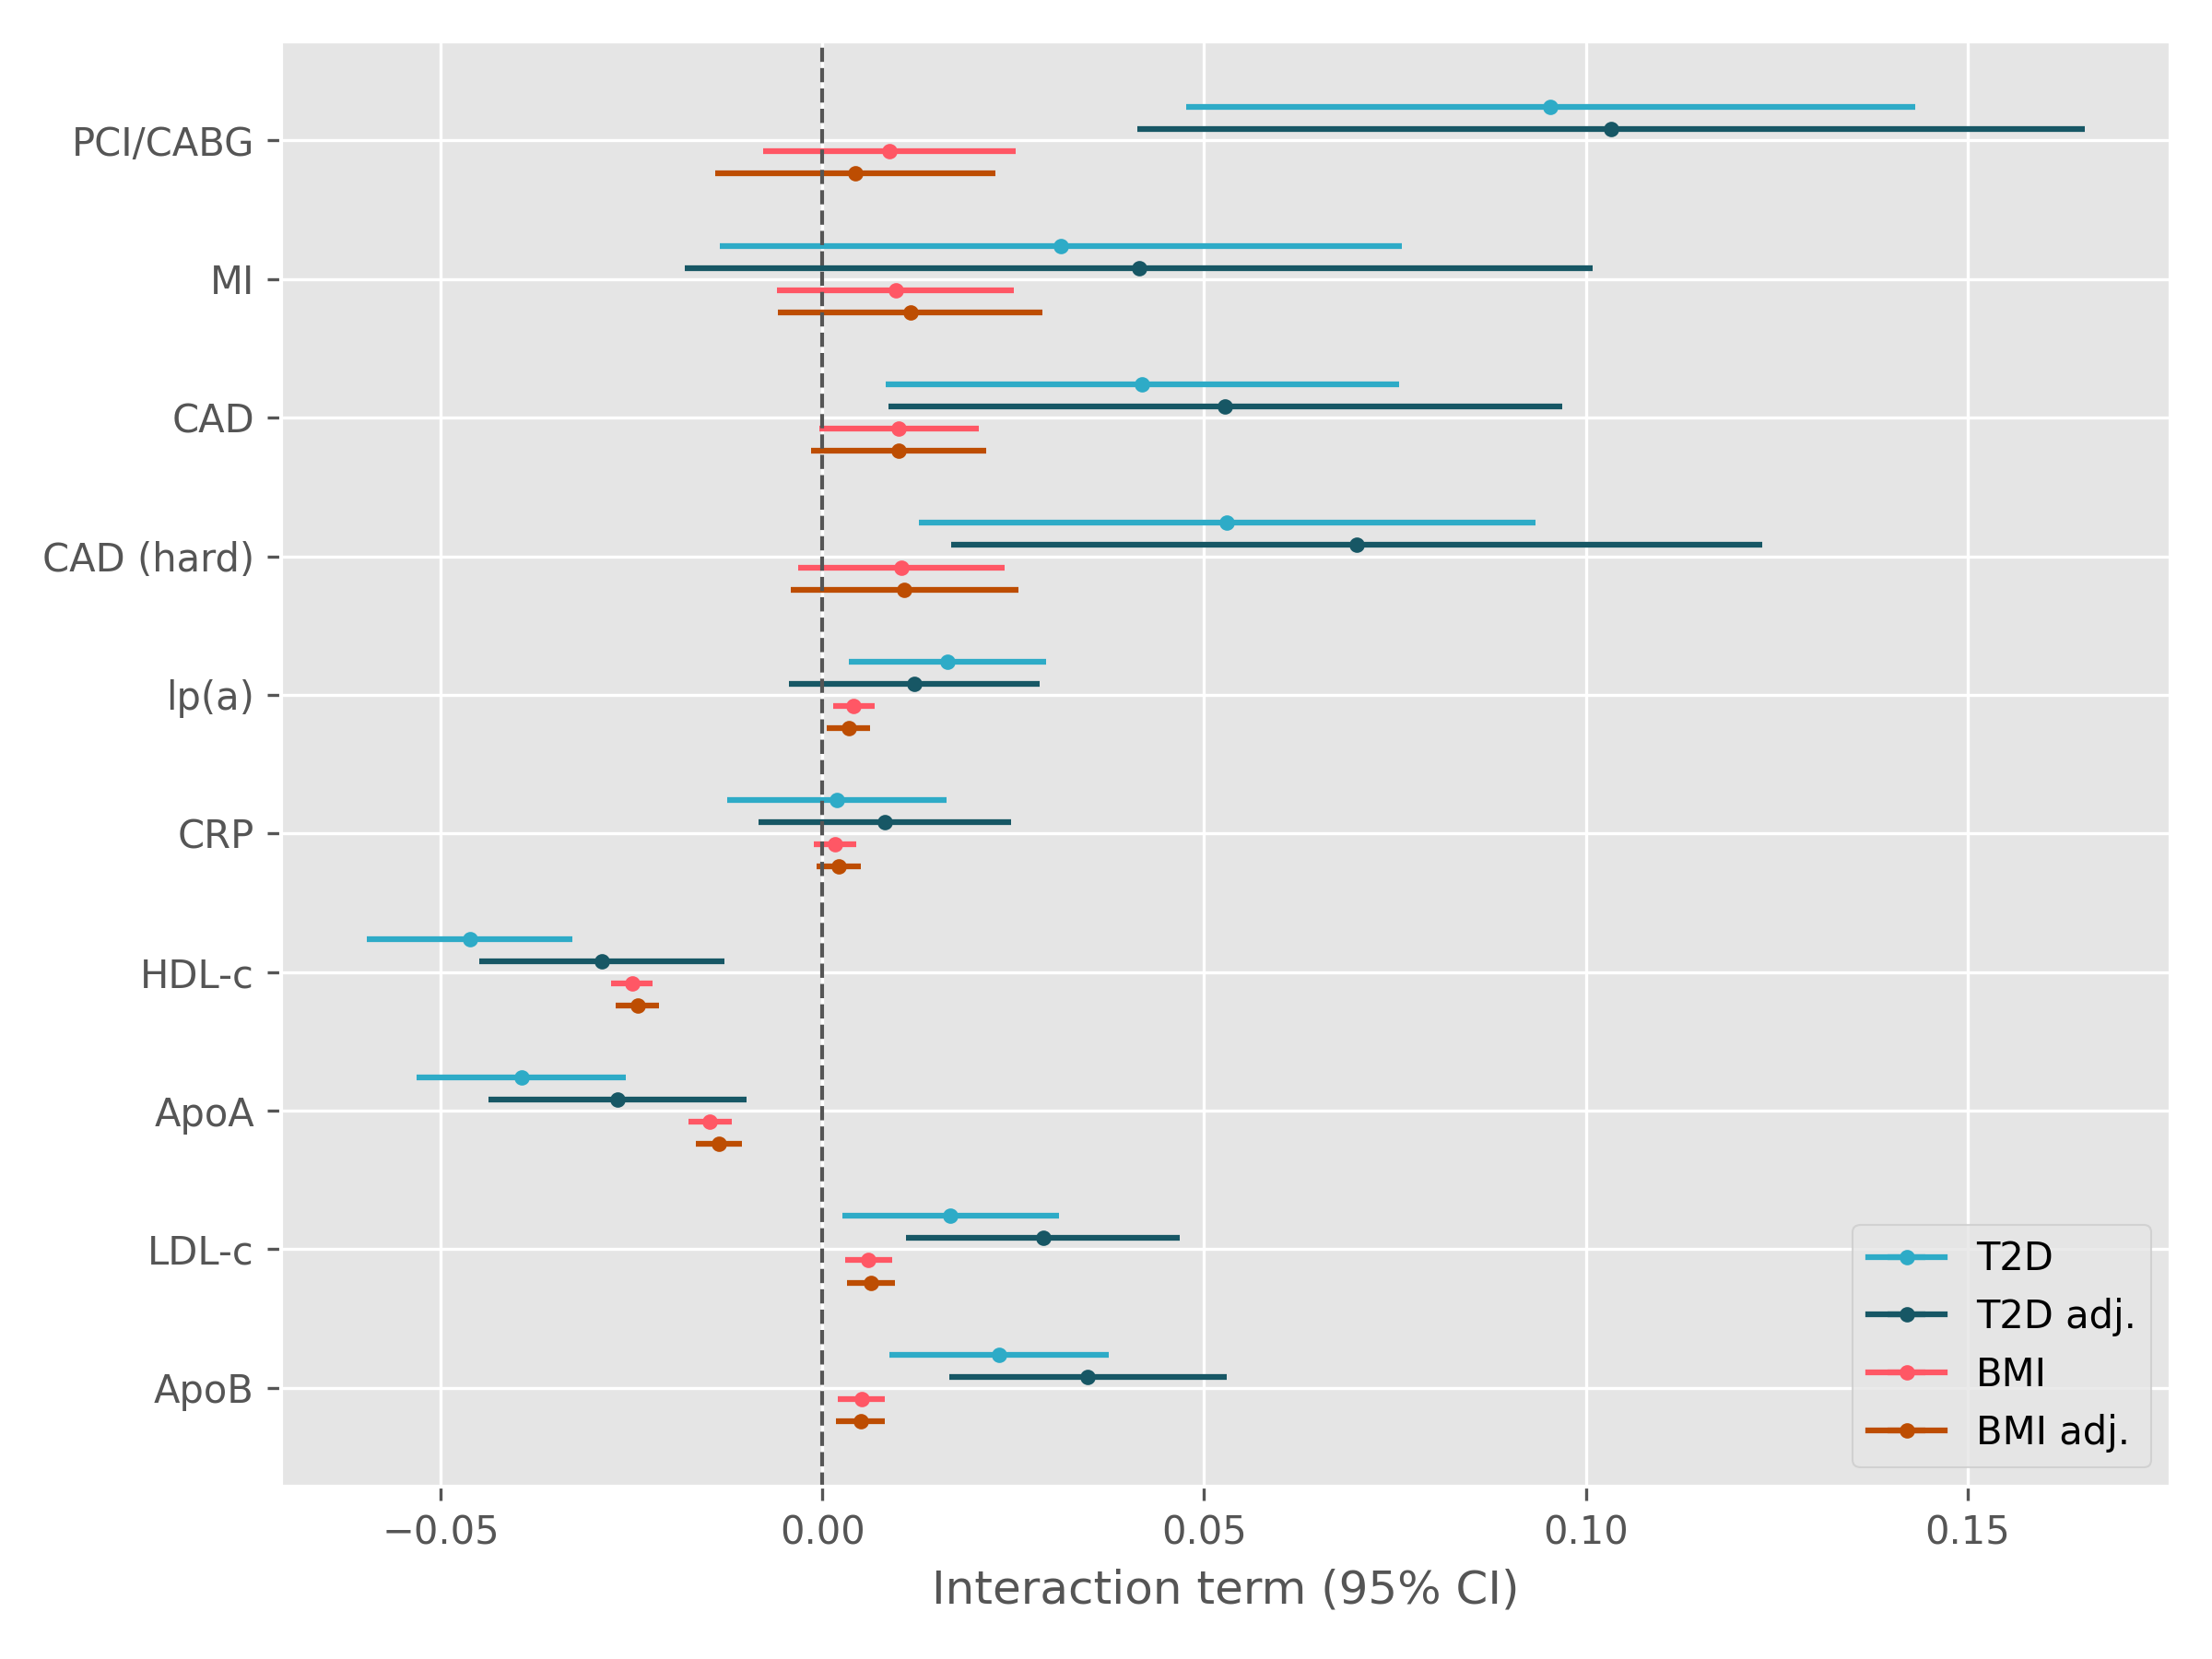 PCI/CABG
MI
CAD
CAD (hard)
lp(a)
CRP
HDL-c
ApoA
LDL-c
ApoB
T2D
T2D adj.
BMI
BMI adj.
−0.05 0.00 0.05 0.10 0.15
Interaction term (95% CI)